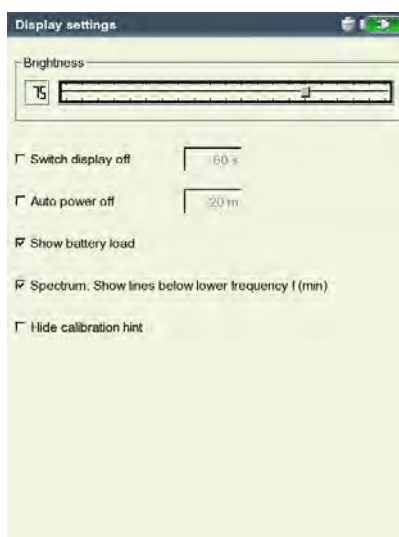 Display settings
Brightness
75
Switch display off 60 s
Auto power off 20 m
Show battery load
Spectrum. Show lines below lower frequency f (min)
Hide calibration hint